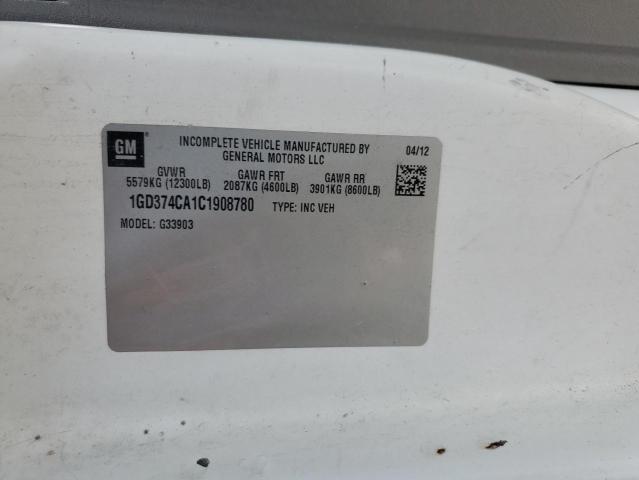 GM
INCOMPLETE VEHICLE MANUFACTURED BY
GENERAL MOTORS LLC
04/12
GVWR GAWR FRT GAWR RR
5579KG (12300LB) 2087KG (4600LB) 3901KG (8600LB)
1GD374CA1C1908780 TYPE: INC VEH
MODEL: G33903